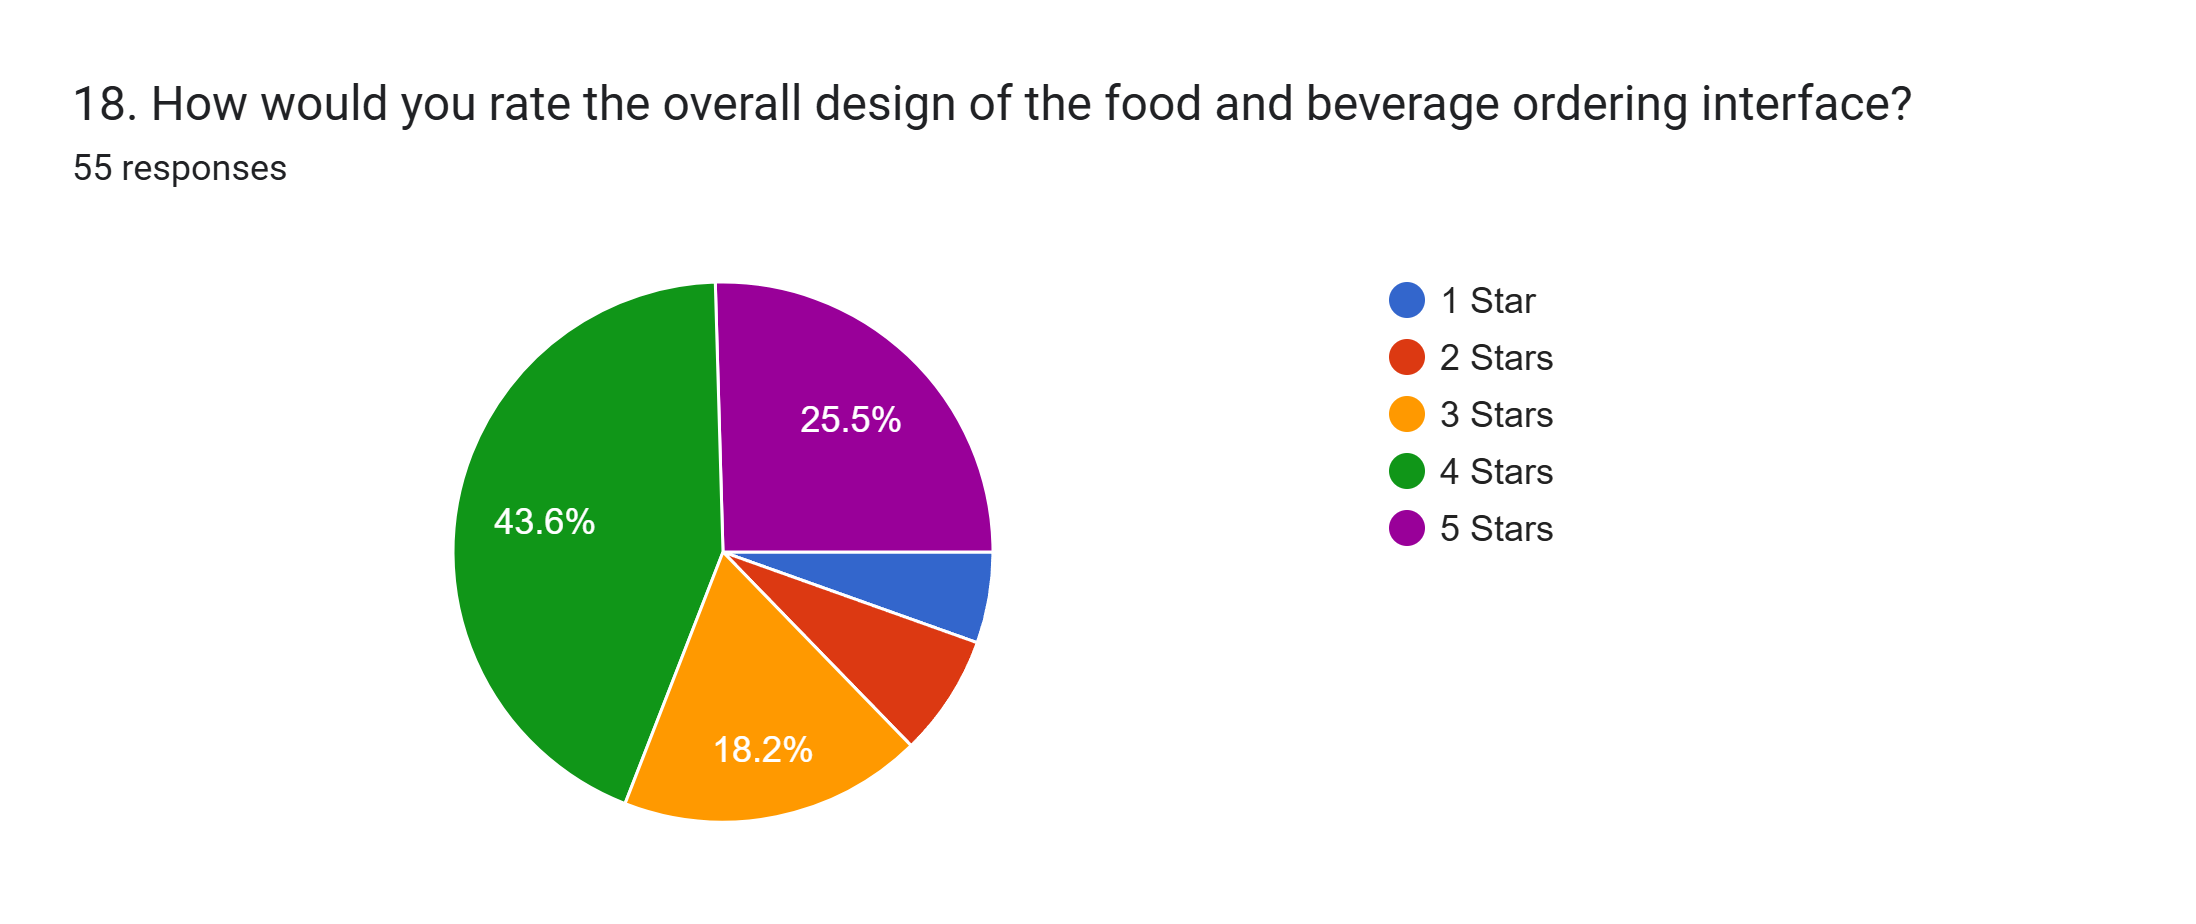 18. How would you rate the overall design of the food and beverage ordering interface?
55 responses
25.5%
43.6%
18.2%
1 Star
2 Stars
3 Stars
4 Stars
5 Stars